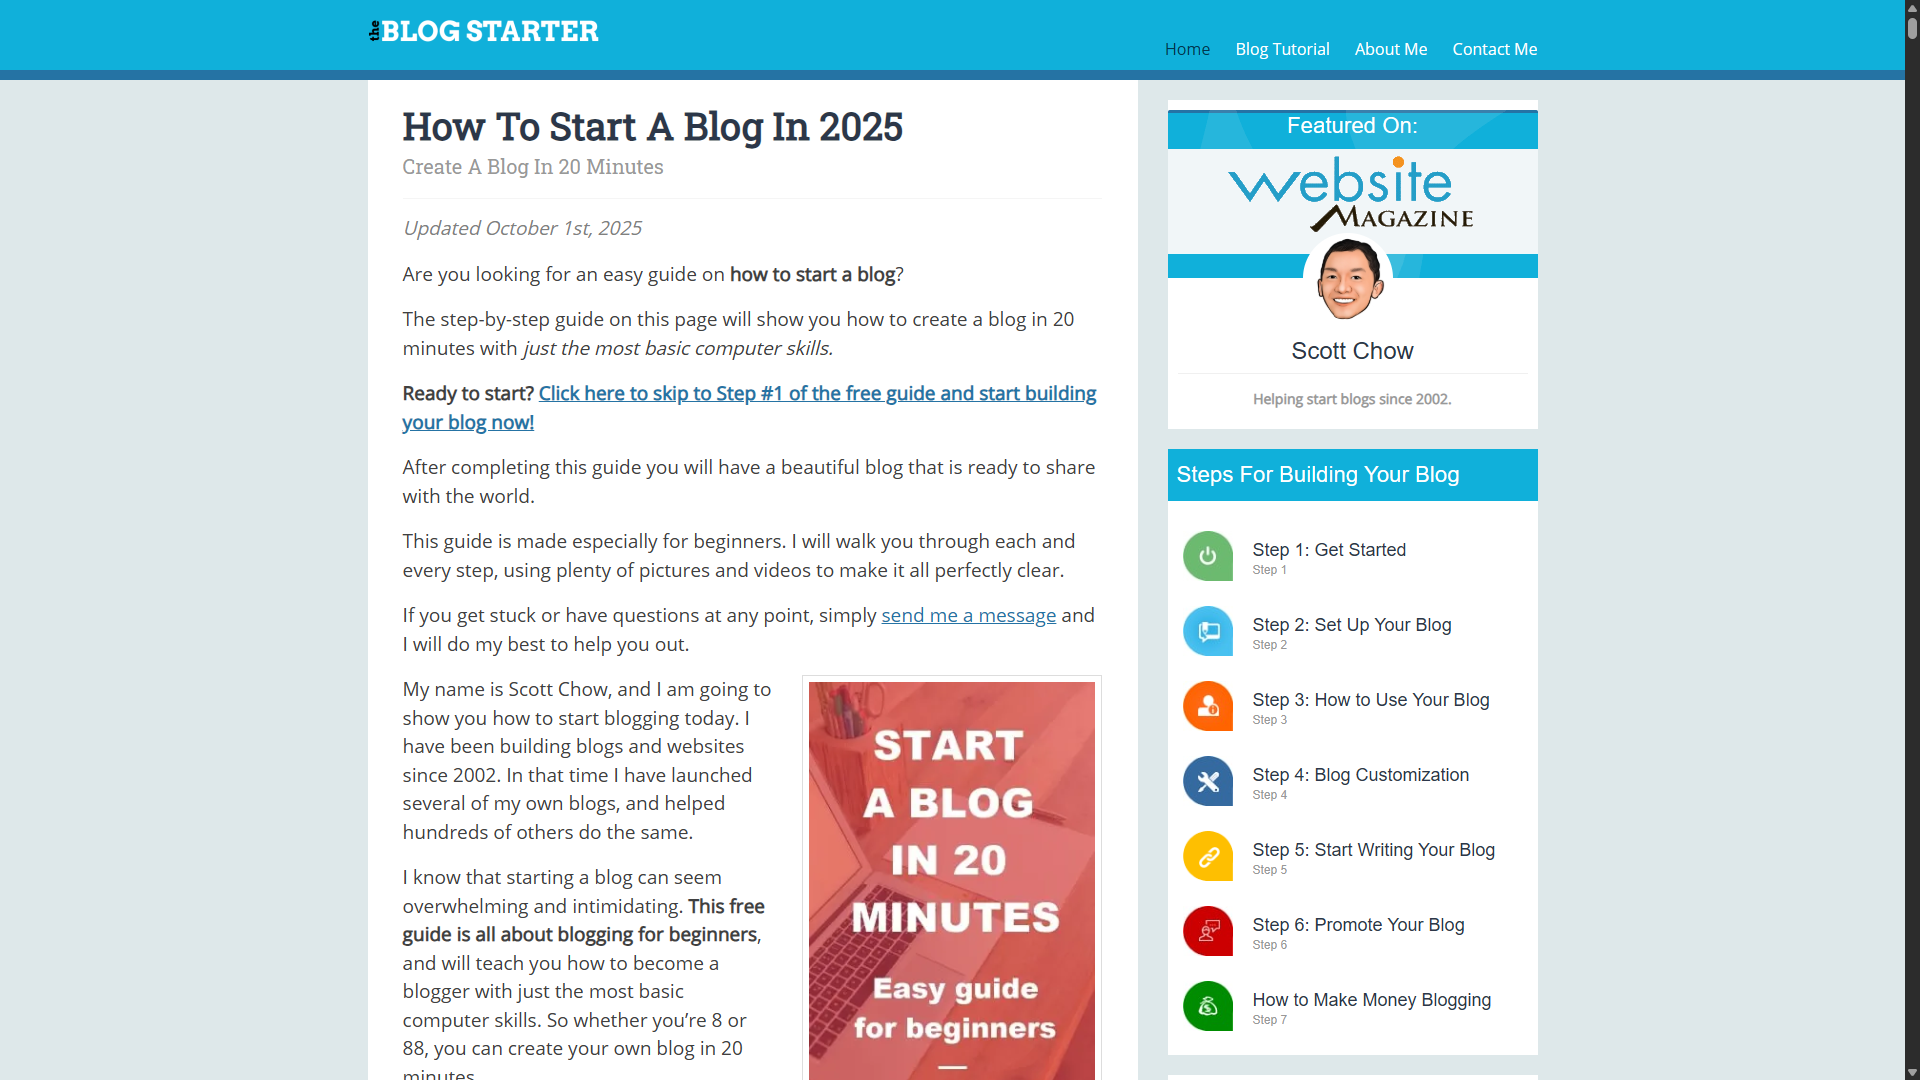 the BLOG STARTER
Home
Blog Tutorial
About Me
Contact Me
How To Start A Blog In 2025
Create A Blog In 20 Minutes
Updated October 1st, 2025
Are you looking for an easy guide on how to start a blog?
The step-by-step guide on this page will show you how to create a blog in 20
minutes with just the most basic computer skills.
Ready to start? Click here to skip to Step #1 of the free guide and start building
your blog now!
After completing this guide you will have a beautiful blog that is ready to share
with the world.
This guide is made especially for beginners. I will walk you through each and
every step, using plenty of pictures and videos to make it all perfectly clear.
If you get stuck or have questions at any point, simply send me a message and
I will do my best to help you out.
My name is Scott Chow, and I am going to
show you how to start blogging today. I
have been building blogs and websites
since 2002. In that time I have launched
several of my own blogs, and helped
hundreds of others do the same.
I know that starting a blog can seem
overwhelming and intimidating. This free
guide is all about blogging for beginners,
and will teach you how to become a
blogger with just the most basic
computer skills. So whether you’re 8 or
88, you can create your own blog in 20
minutes.
START
A BLOG
IN 20
MINUTES
Easy guide
for beginners
Featured On:
website
MAGAZINE
Scott Chow
Helping start blogs since 2002.
Steps For Building Your Blog
Step 1: Get Started
Step 1
Step 2: Set Up Your Blog
Step 2
Step 3: How to Use Your Blog
Step 3
Step 4: Blog Customization
Step 4
Step 5: Start Writing Your Blog
Step 5
Step 6: Promote Your Blog
Step 6
How to Make Money Blogging
Step 7